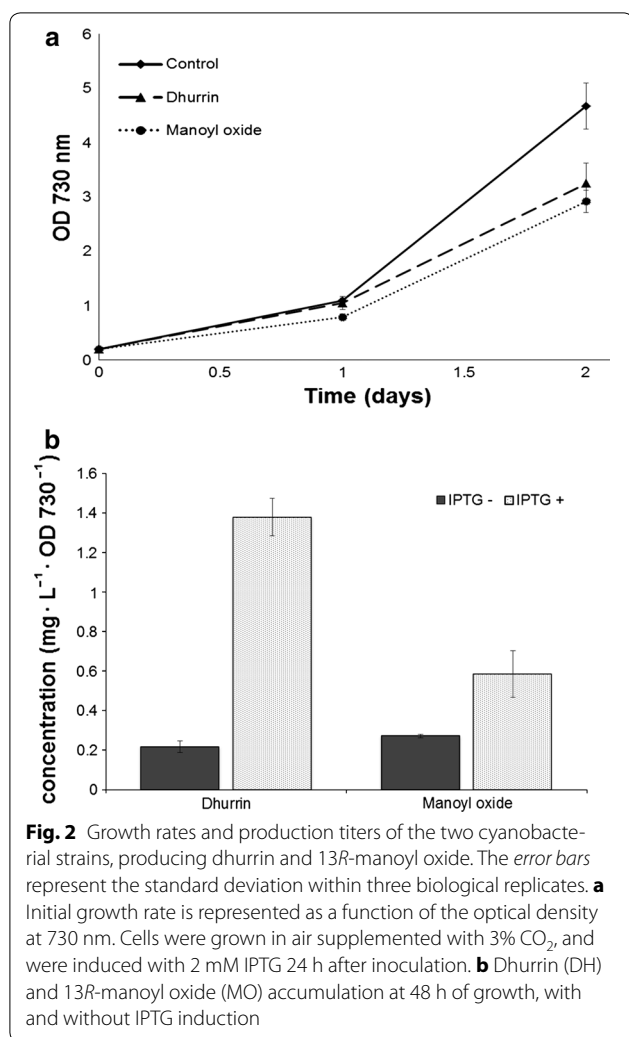 a
Control
Dhurrin
Manoyl oxide
OD 730 nm
6
5
4
3
2
1
0
0 0.5 1 1.5 2
Time (days)
b
concentration (mg · L⁻¹ · OD 730⁻¹)
1.6
1.4
1.2
1
0.8
0.6
0.4
0.2
0
IPTG - IPTG +
Dhurrin Manoyl oxide
Fig. 2 Growth rates and production titers of the two cyanobacte-
rial strains, producing dhurrin and 13R-manoyl oxide. The error bars
represent the standard deviation within three biological replicates. a
Initial growth rate is represented as a function of the optical density
at 730 nm. Cells were grown in air supplemented with 3% CO₂, and
were induced with 2 mM IPTG 24 h after inoculation. b Dhurrin (DH)
and 13R-manoyl oxide (MO) accumulation at 48 h of growth, with
and without IPTG induction